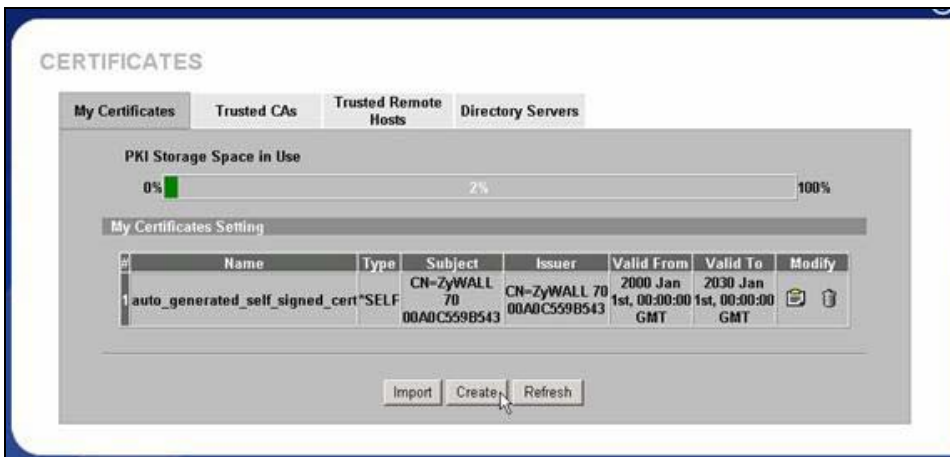 CERTIFICATES
My Certificates
Trusted CAs
Trusted Remote
Hosts
Directory Servers
PKI Storage Space in Use
0%
2%
100%
My Certificates Setting
# Name Type Subject Issuer Valid From Valid To Modify
1 auto_generated_self_signed_cert *SELF
CN=ZyWALL
70
00A0C559B543
CN=ZyWALL 70
00A0C559B543
2000 Jan
1st, 00:00:00
GMT
2030 Jan
1st, 00:00:00
GMT
Import Create Refresh